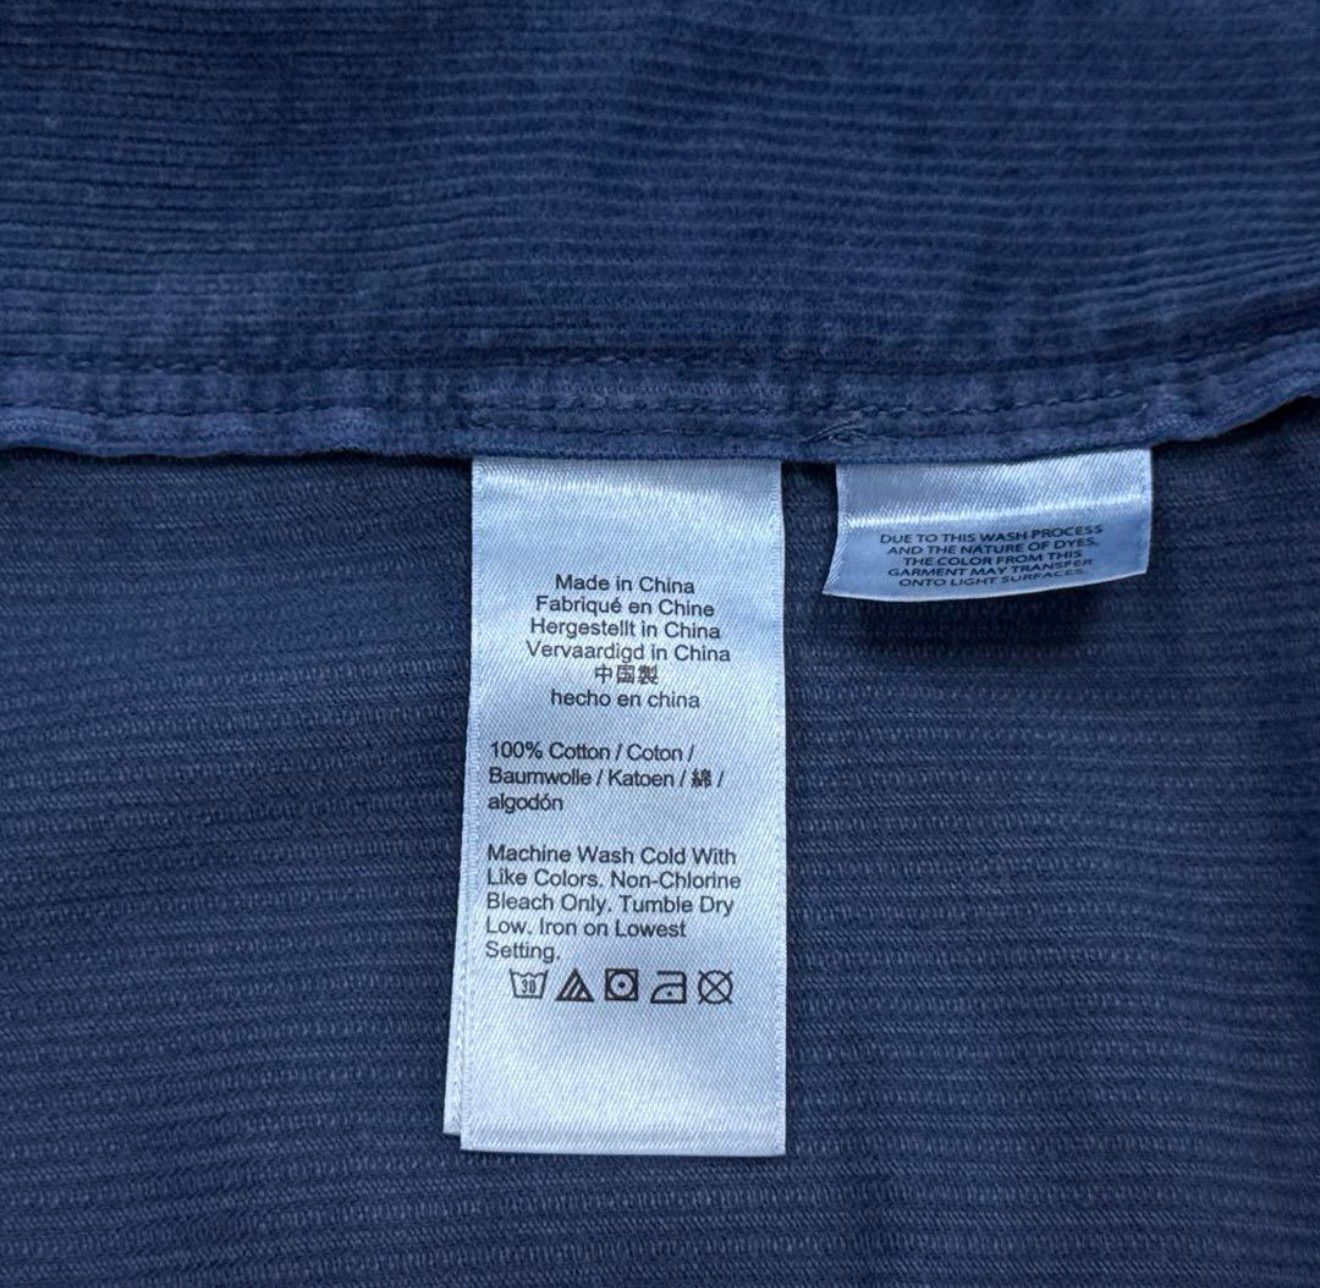 Made in China
Fabriqué en Chine
Hergestellt in China
Vervaardigd in China
中国製
hecho en china
100% Cotton / Coton /
Baumwolle / Katoen / 綿 /
algodón
Machine Wash Cold With
Like Colors. Non-Chlorine
Bleach Only. Tumble Dry
Low. Iron on Lowest
Setting.
30
DUE TO THIS WASH PROCESS
AND THE NATURE OF DYES,
THE COLOR FROM THIS
GARMENT MAY TRANSFER
ONTO LIGHT SURFACES.